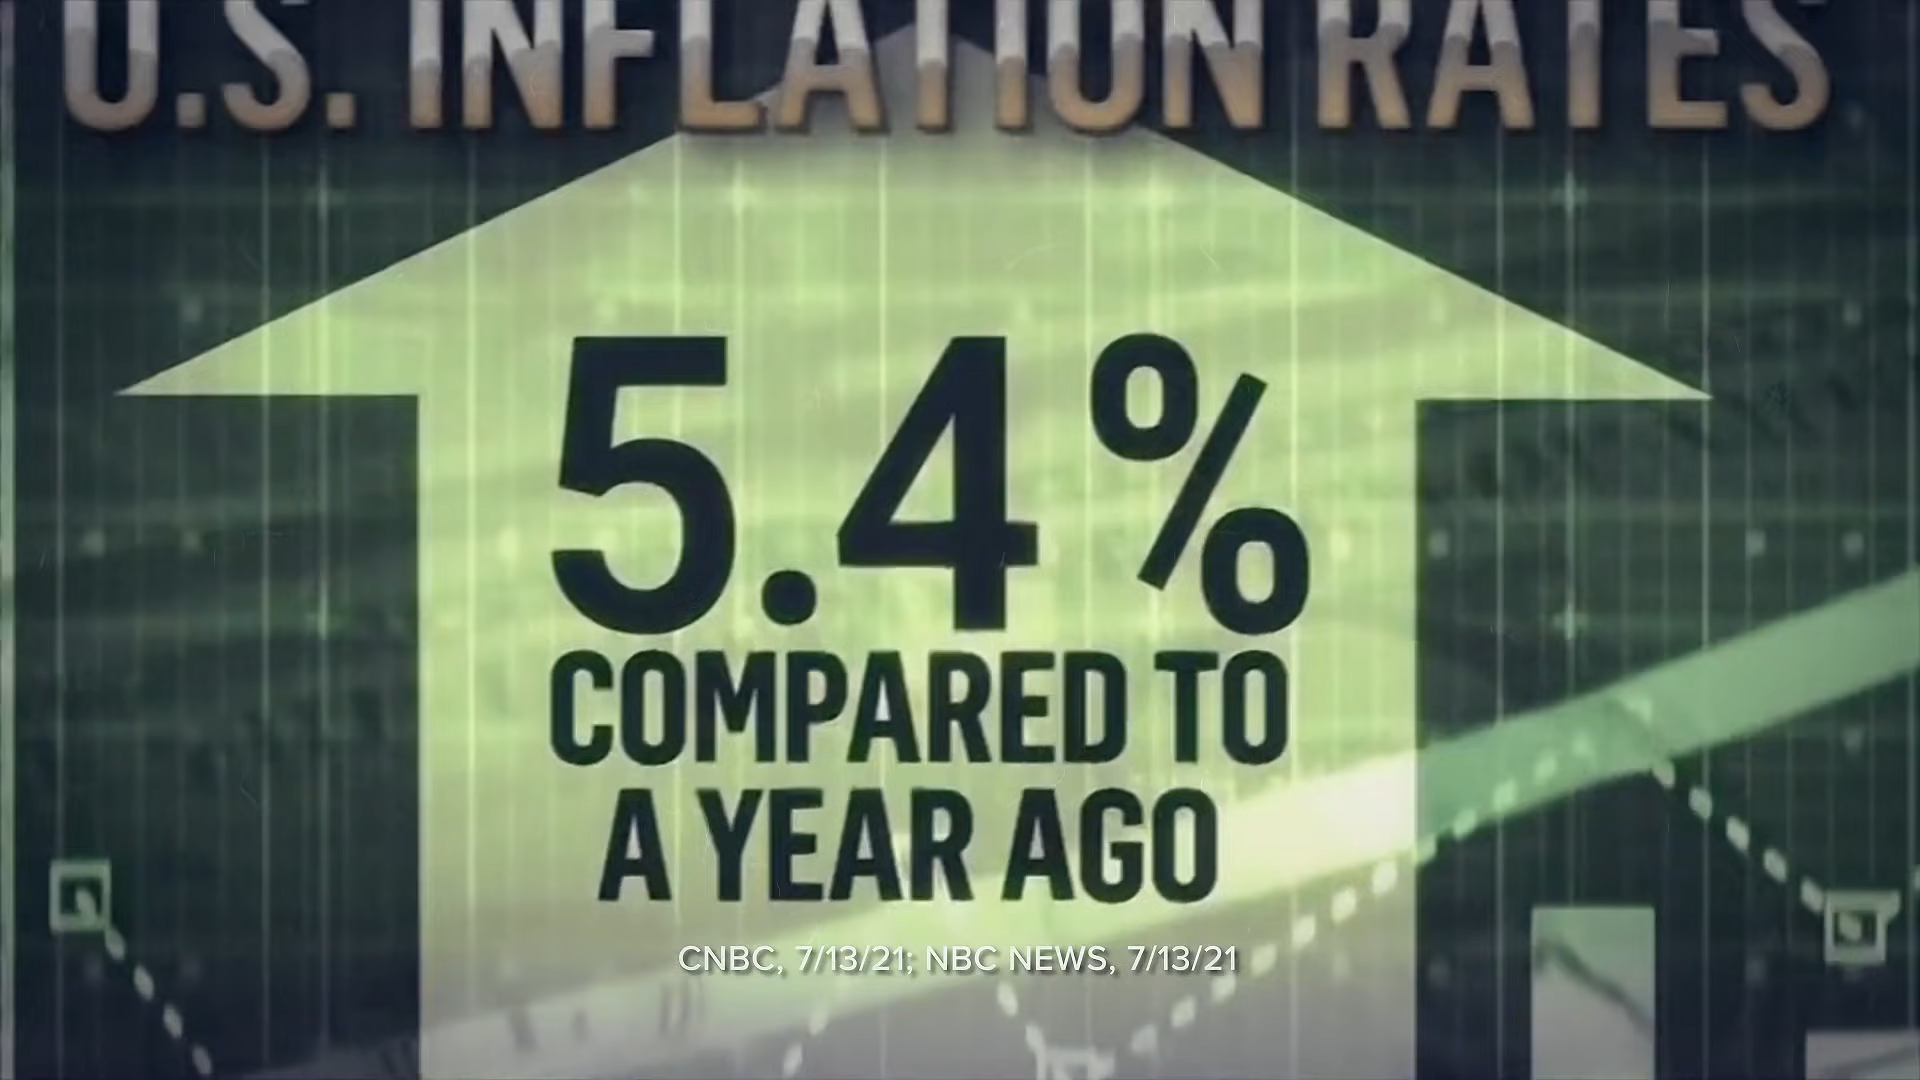 U.S. INFLATION RATES
5.4%
COMPARED TO
A YEAR AGO
CNBC, 7/13/21; NBC NEWS, 7/13/21